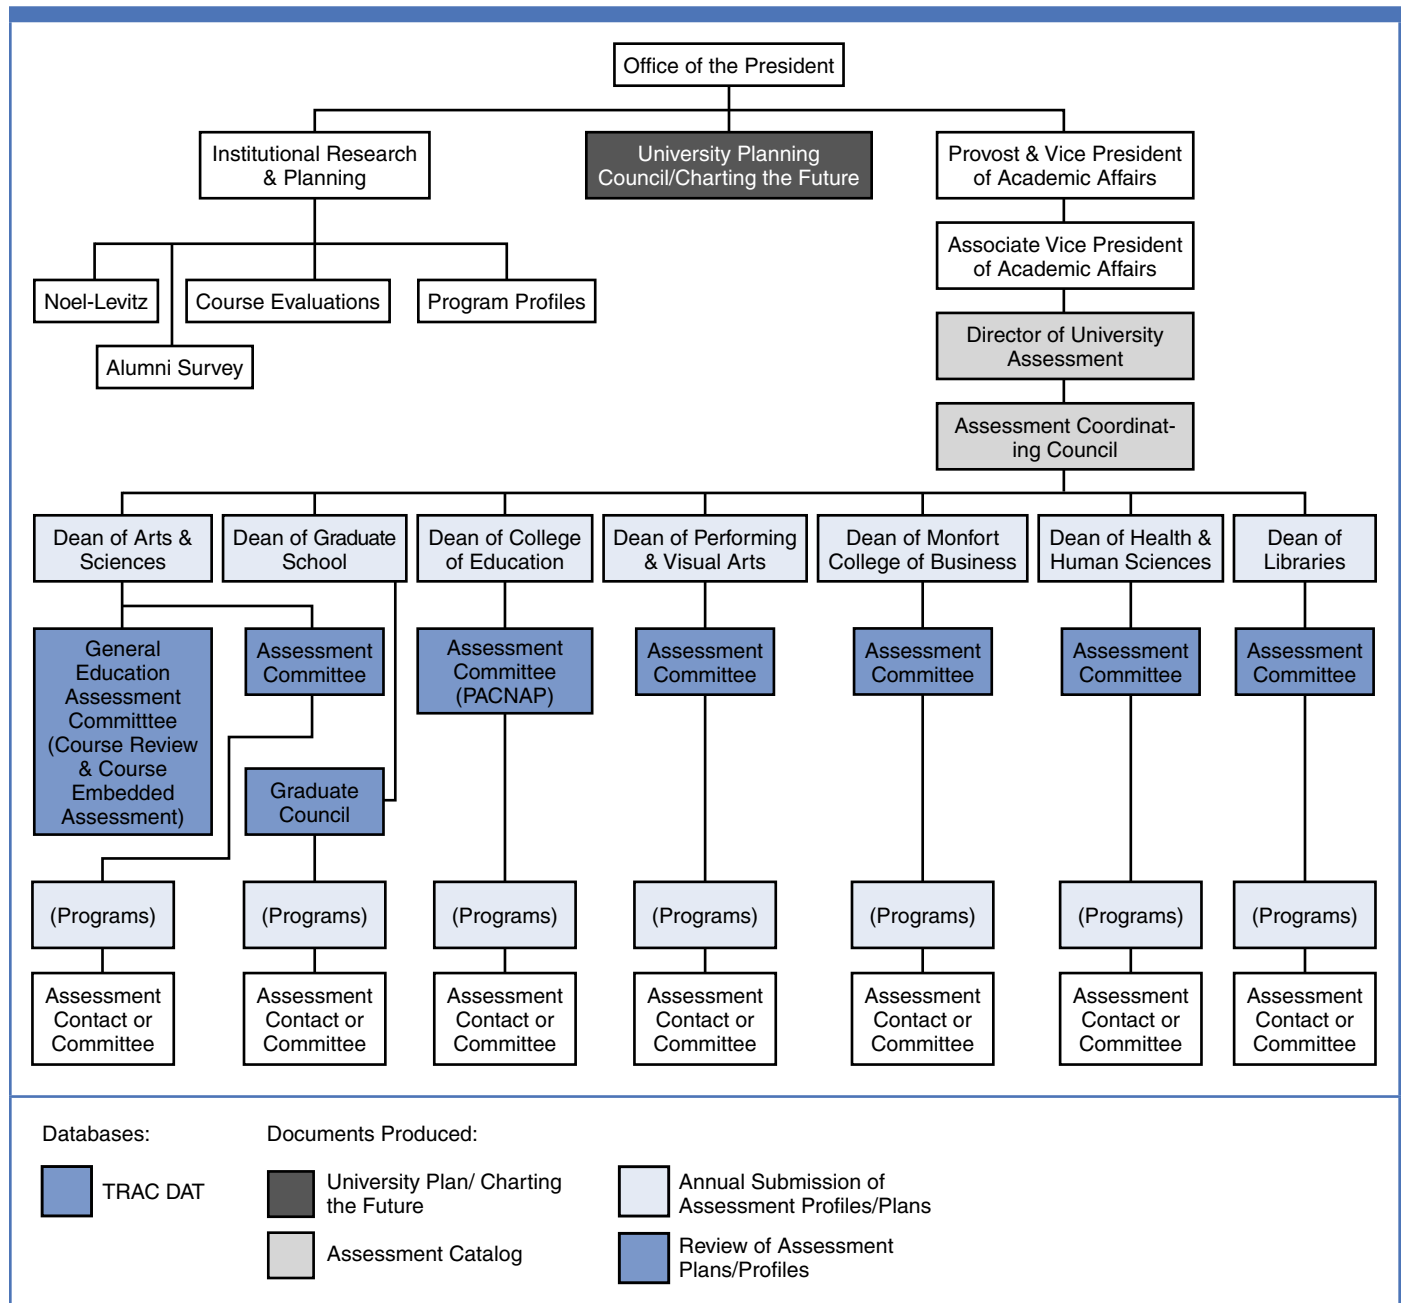 Office of the President
Institutional Research
& Planning
University Planning
Council/Charting the Future
Provost & Vice President
of Academic Affairs
Associate Vice President
of Academic Affairs
Noel-Levitz
Course Evaluations
Program Profiles
Alumni Survey
Director of University
Assessment
Assessment Coordinat-
ing Council
Dean of Arts &
Sciences
Dean of Graduate
School
Dean of College
of Education
Dean of Performing
& Visual Arts
Dean of Monfort
College of Business
Dean of Health &
Human Sciences
Dean of
Libraries
General
Education
Assessment
Committtee
(Course Review
& Course
Embedded
Assessment)
Assessment
Committee
Assessment
Committee
(PACNAP)
Assessment
Committee
Assessment
Committee
Assessment
Committee
Assessment
Committee
Graduate
Council
(Programs)
(Programs)
(Programs)
(Programs)
(Programs)
(Programs)
(Programs)
Assessment
Contact or
Committee
Assessment
Contact or
Committee
Assessment
Contact or
Committee
Assessment
Contact or
Committee
Assessment
Contact or
Committee
Assessment
Contact or
Committee
Assessment
Contact or
Committee
Databases:
TRAC DAT
Documents Produced:
University Plan/ Charting
the Future
Assessment Catalog
Annual Submission of
Assessment Profiles/Plans
Review of Assessment
Plans/Profiles